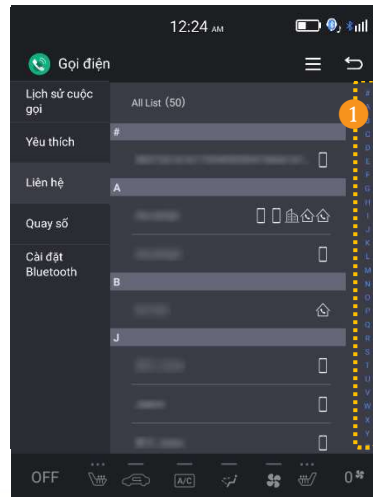 12:24 AM
Gọi điện
Lịch sử cuộc
gọi
Yêu thích
Liên hệ
Quay số
Cài đặt
Bluetooth
All List (50)
#
A
B
J
1
#
C
D
E
F
G
H
I
J
K
L
M
N
O
P
Q
R
S
T
U
V
W
X
Y
OFF
A/C
0